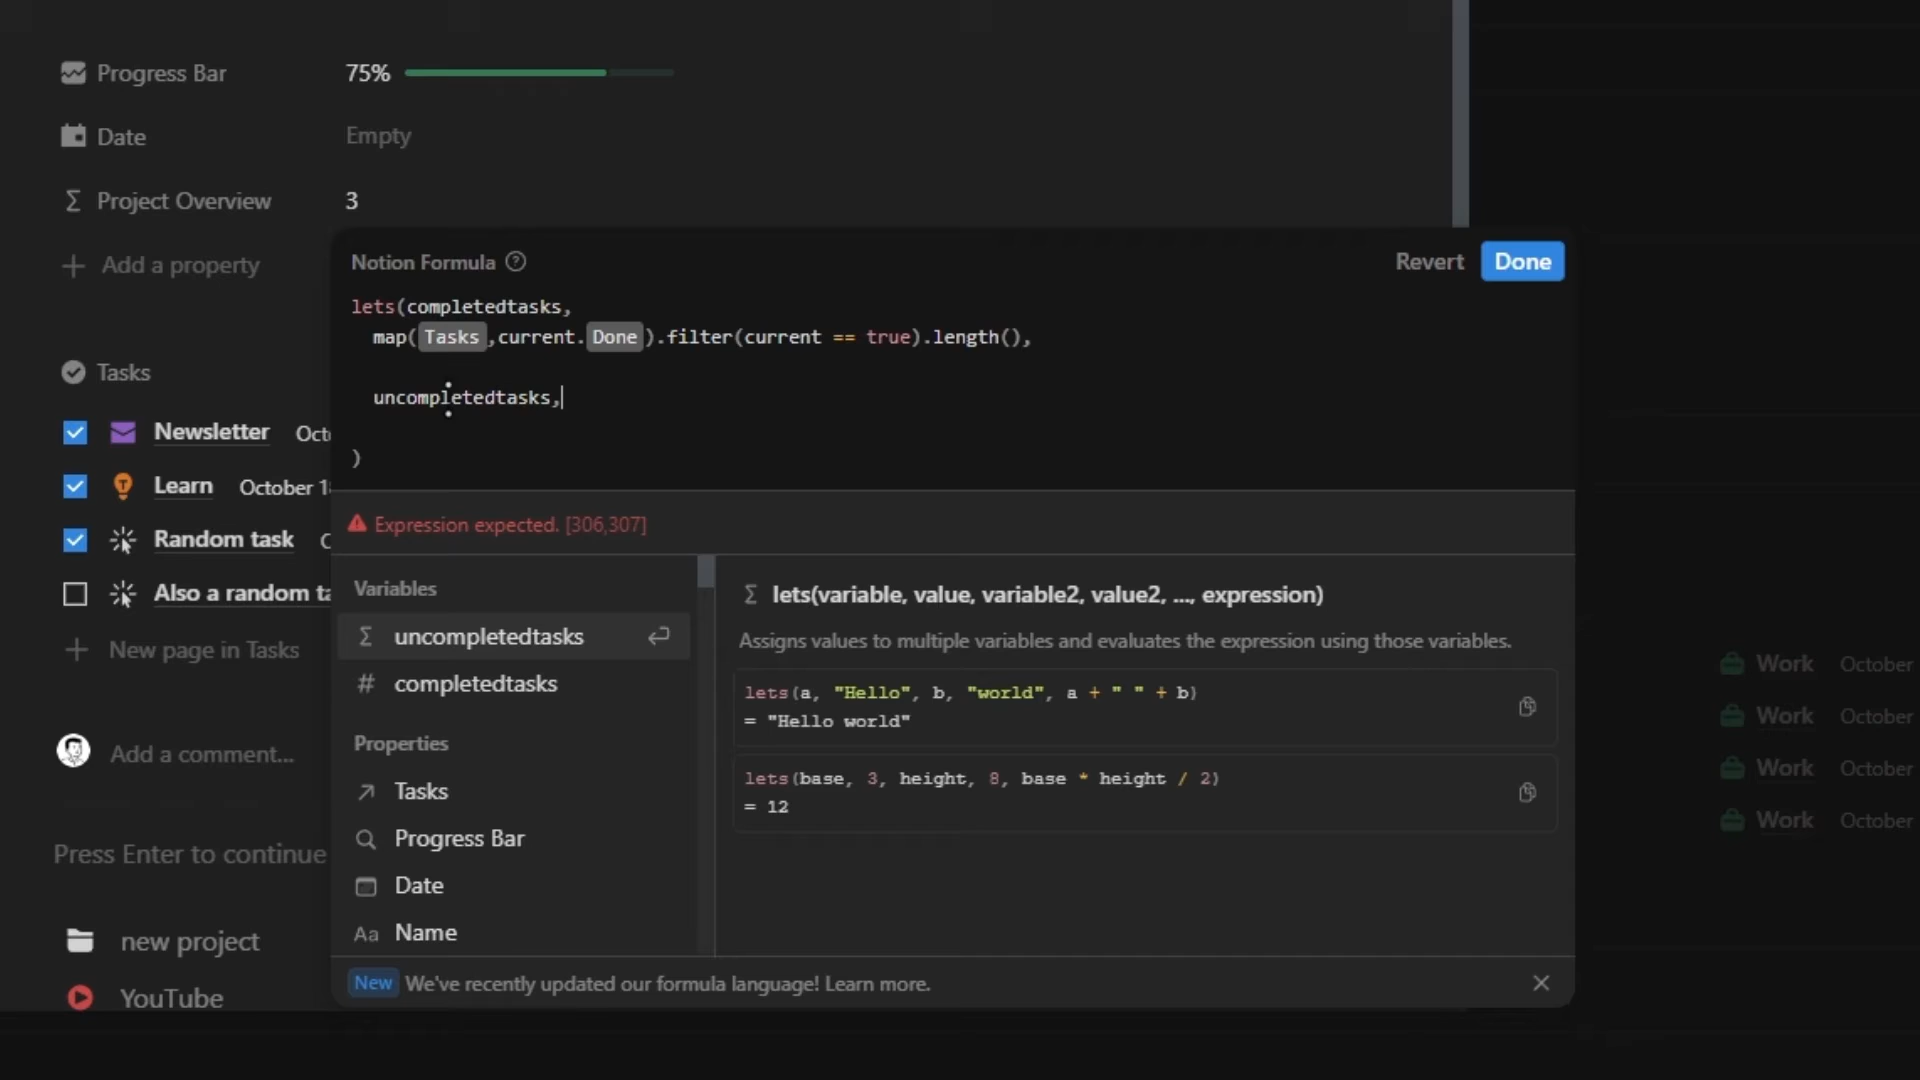 Progress Bar 75%
Date Empty
Project Overview 3
Add a property
Notion Formula Revert Done
lets(completedtasks,
map(Tasks,current.Done).filter(current == true).length(),
uncompletedtasks,
)
Tasks
Newsletter Oct
Learn October 1
Random task
Also a random ta
New page in Tasks
Add a comment...
Press Enter to continue
new project
YouTube
Expression expected. [306,307]
Variables
uncompletedtasks
completedtasks
Properties
Tasks
Progress Bar
Date
Aa Name
lets(variable, value, variable2, value2, ..., expression)
Assigns values to multiple variables and evaluates the expression using those variables.
lets(a, "Hello", b, "world", a + " " + b)
= "Hello world"
lets(base, 3, height, 8, base * height / 2)
= 12
New We've recently updated our formula language! Learn more.
Work October
Work October
Work October
Work October